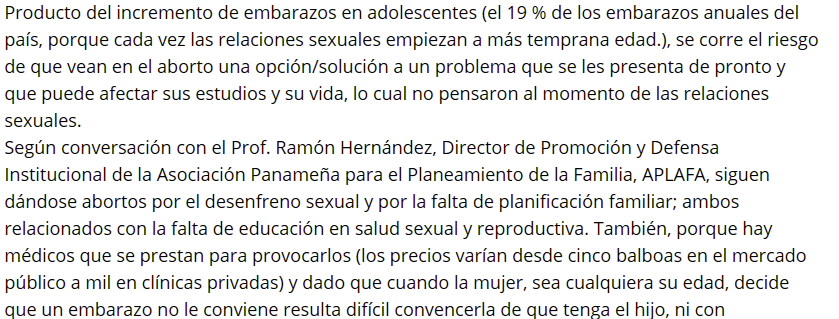 Producto del incremento de embarazos en adolescentes (el 19 % de los embarazos anuales del
país, porque cada vez las relaciones sexuales empiezan a más temprana edad.), se corre el riesgo
de que vean en el aborto una opción/solución a un problema que se les presenta de pronto y
que puede afectar sus estudios y su vida, lo cual no pensaron al momento de las relaciones
sexuales.
Según conversación con el Prof. Ramón Hernández, Director de Promoción y Defensa
Institucional de la Asociación Panameña para el Planeamiento de la Familia, APLAFA, siguen
dándose abortos por el desenfreno sexual y por la falta de planificación familiar; ambos
relacionados con la falta de educación en salud sexual y reproductiva. También, porque hay
médicos que se prestan para provocarlos (los precios varían desde cinco balboas en el mercado
público a mil en clínicas privadas) y dado que cuando la mujer, sea cualquiera su edad, decide
que un embarazo no le conviene resulta difícil convencerla de que tenga el hijo, ni con